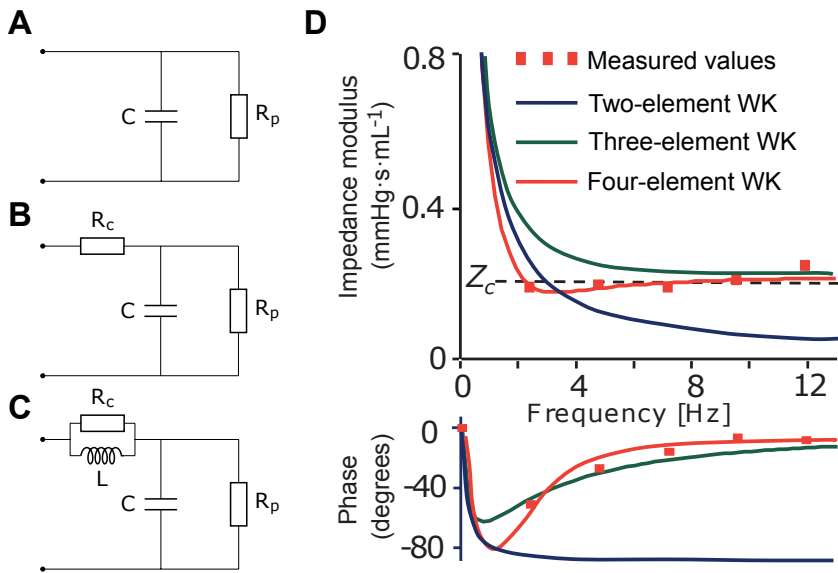 A
C
Rp
B
Rc
C
Rp
C
Rc
L
C
Rp
D
Impedance modulus
(mmHg·s·mL-1)
0.8
0.4
Zc
0
Measured values
Two-element WK
Three-element WK
Four-element WK
0 4 8 12
Frequency [Hz]
Phase
(degrees)
0
-40
-80